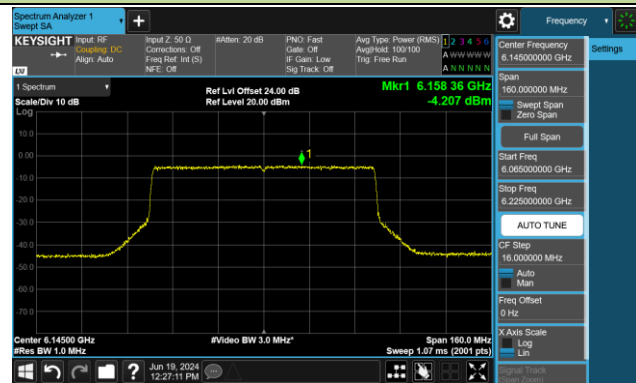 Spectrum Analyzer 1
Swept SA
+
Frequency
KEYSIGHT
Input: RF
Coupling: DC
Align: Auto
Input Z: 50 Ω
Corrections: Off
Freq Ref: Int (S)
NFE: Off
#Atten: 20 dB
PNO: Fast
Gate: Off
IF Gain: Low
Sig Track: Off
Avg Type: Power (RMS)
Avg|Hold: 100/100
Trig: Free Run
1 2 3 4 5 6
A W W W W W
A N N N N N
LXI
1 Spectrum
Scale/Div 10 dB
Log
Ref Lvl Offset 24.00 dB
Ref Level 20.00 dBm
Mkr1 6.158 36 GHz
-4.207 dBm
1
10.0
0.00
-10.0
-20.0
-30.0
-40.0
-50.0
-60.0
-70.0
Center 6.14500 GHz
#Res BW 1.0 MHz
#Video BW 3.0 MHz*
Span 160.0 MHz
Sweep 1.07 ms (2001 pts)
Jun 19, 2024
12:27:11 PM
?
Center Frequency
6.145000000 GHz
Settings
Span
160.000000 MHz
Swept Span
Zero Span
Full Span
Start Freq
6.065000000 GHz
Stop Freq
6.225000000 GHz
AUTO TUNE
CF Step
16.000000 MHz
Auto
Man
Freq Offset
0 Hz
X Axis Scale
Log
Lin
Signal Track
(Span Zoom)